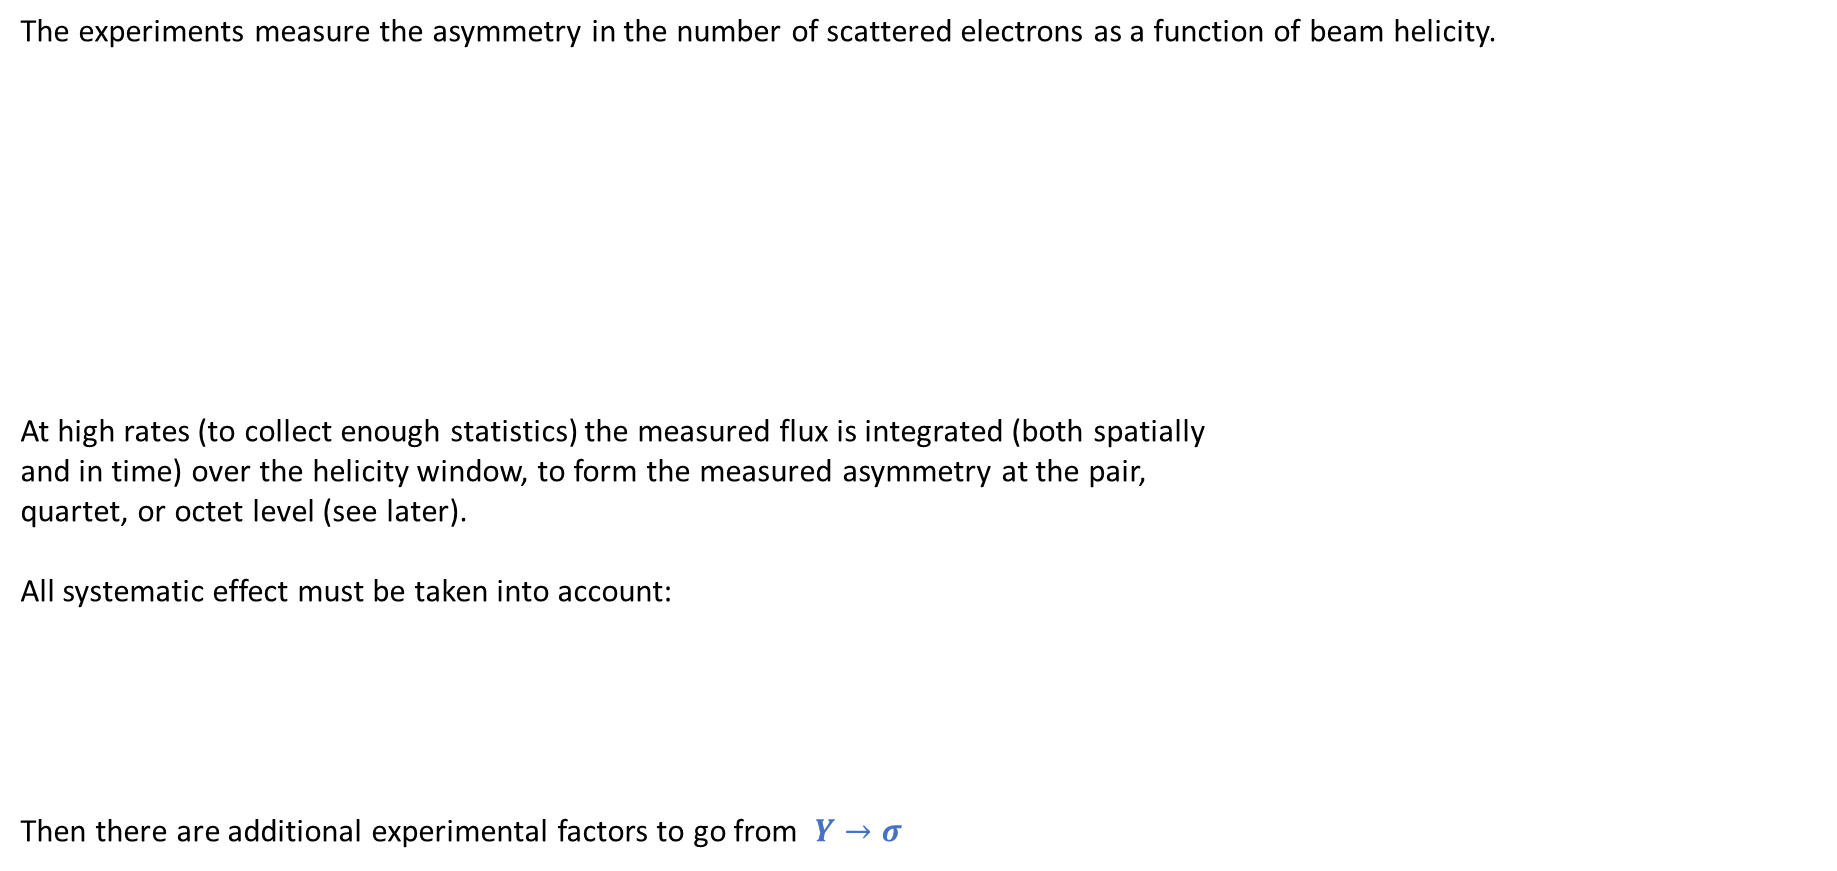 The experiments measure the asymmetry in the number of scattered electrons as a function of beam helicity.
At high rates (to collect enough statistics) the measured flux is integrated (both spatially
and in time) over the helicity window, to form the measured asymmetry at the pair,
quartet, or octet level (see later).
All systematic effect must be taken into account:
Then there are additional experimental factors to go from Y → σ